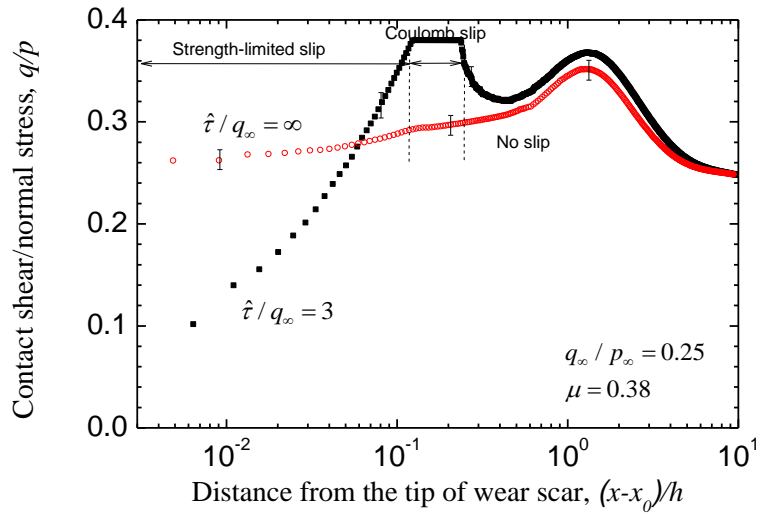 0.4
0.3
0.2
0.1
0.0
Contact shear/normal stress, q/p
Coulomb slip
Strength-limited slip
τ̂ / q∞ = ∞
No slip
τ̂ / q∞ = 3
q∞ / p∞ = 0.25
μ = 0.38
10⁻² 10⁻¹ 10⁰ 10¹
Distance from the tip of wear scar, (x-x₀)/h